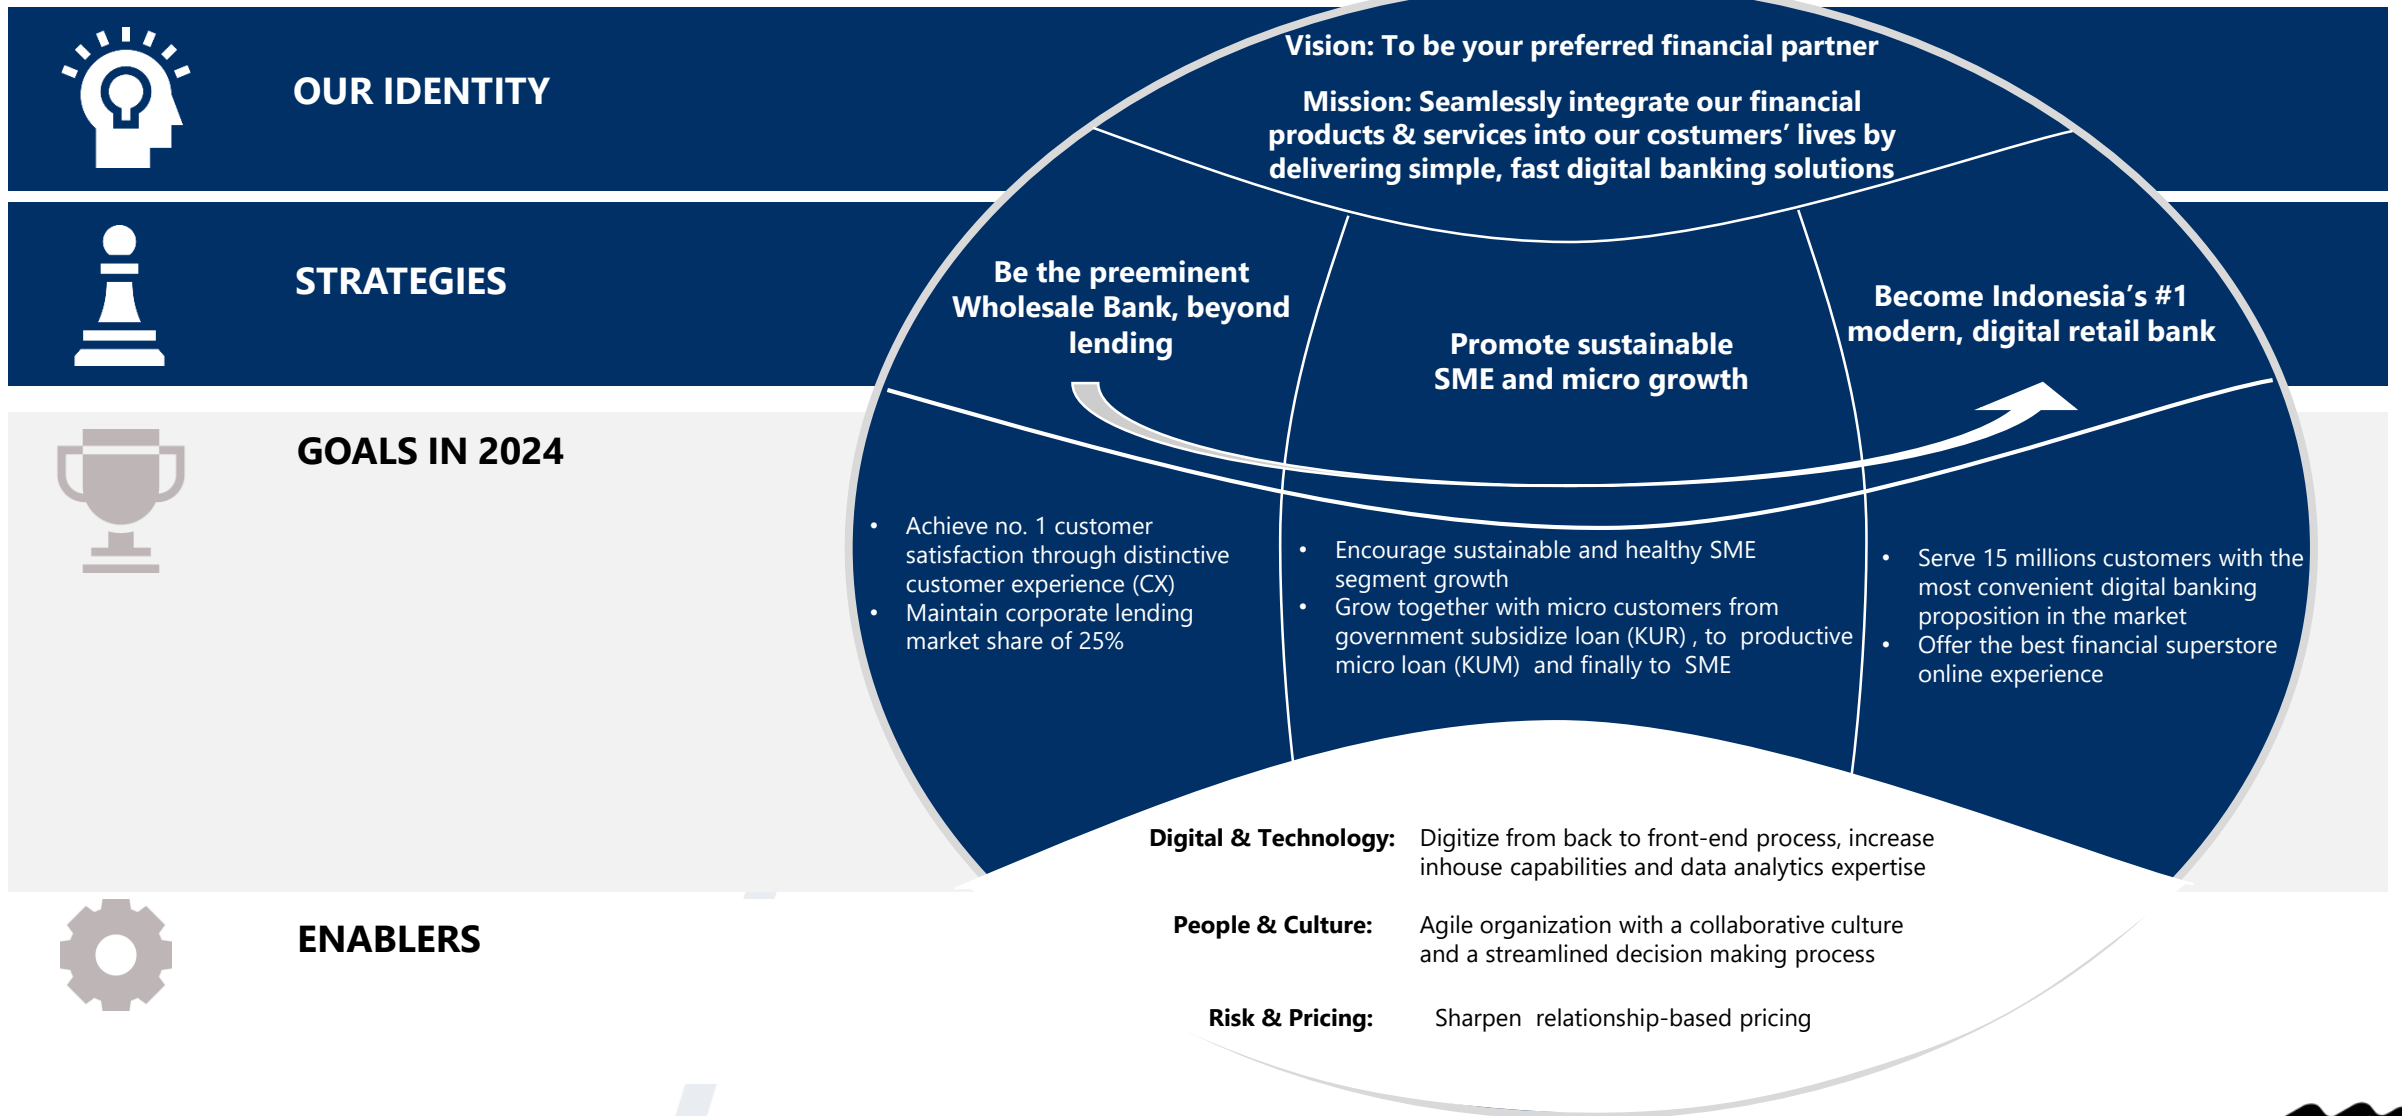 OUR IDENTITY
Vision: To be your preferred financial partner
Mission: Seamlessly integrate our financial
products & services into our costumers’ lives by
delivering simple, fast digital banking solutions
STRATEGIES
Be the preeminent
Wholesale Bank, beyond
lending
Promote sustainable
SME and micro growth
Become Indonesia’s #1
modern, digital retail bank
GOALS IN 2024
• Achieve no. 1 customer
satisfaction through distinctive
customer experience (CX)
• Maintain corporate lending
market share of 25%
• Encourage sustainable and healthy SME
segment growth
• Grow together with micro customers from
government subsidize loan (KUR) , to productive
micro loan (KUM) and finally to SME
• Serve 15 millions customers with the
most convenient digital banking
proposition in the market
• Offer the best financial superstore
online experience
ENABLERS
Digital & Technology: Digitize from back to front-end process, increase
inhouse capabilities and data analytics expertise
People & Culture: Agile organization with a collaborative culture
and a streamlined decision making process
Risk & Pricing: Sharpen relationship-based pricing